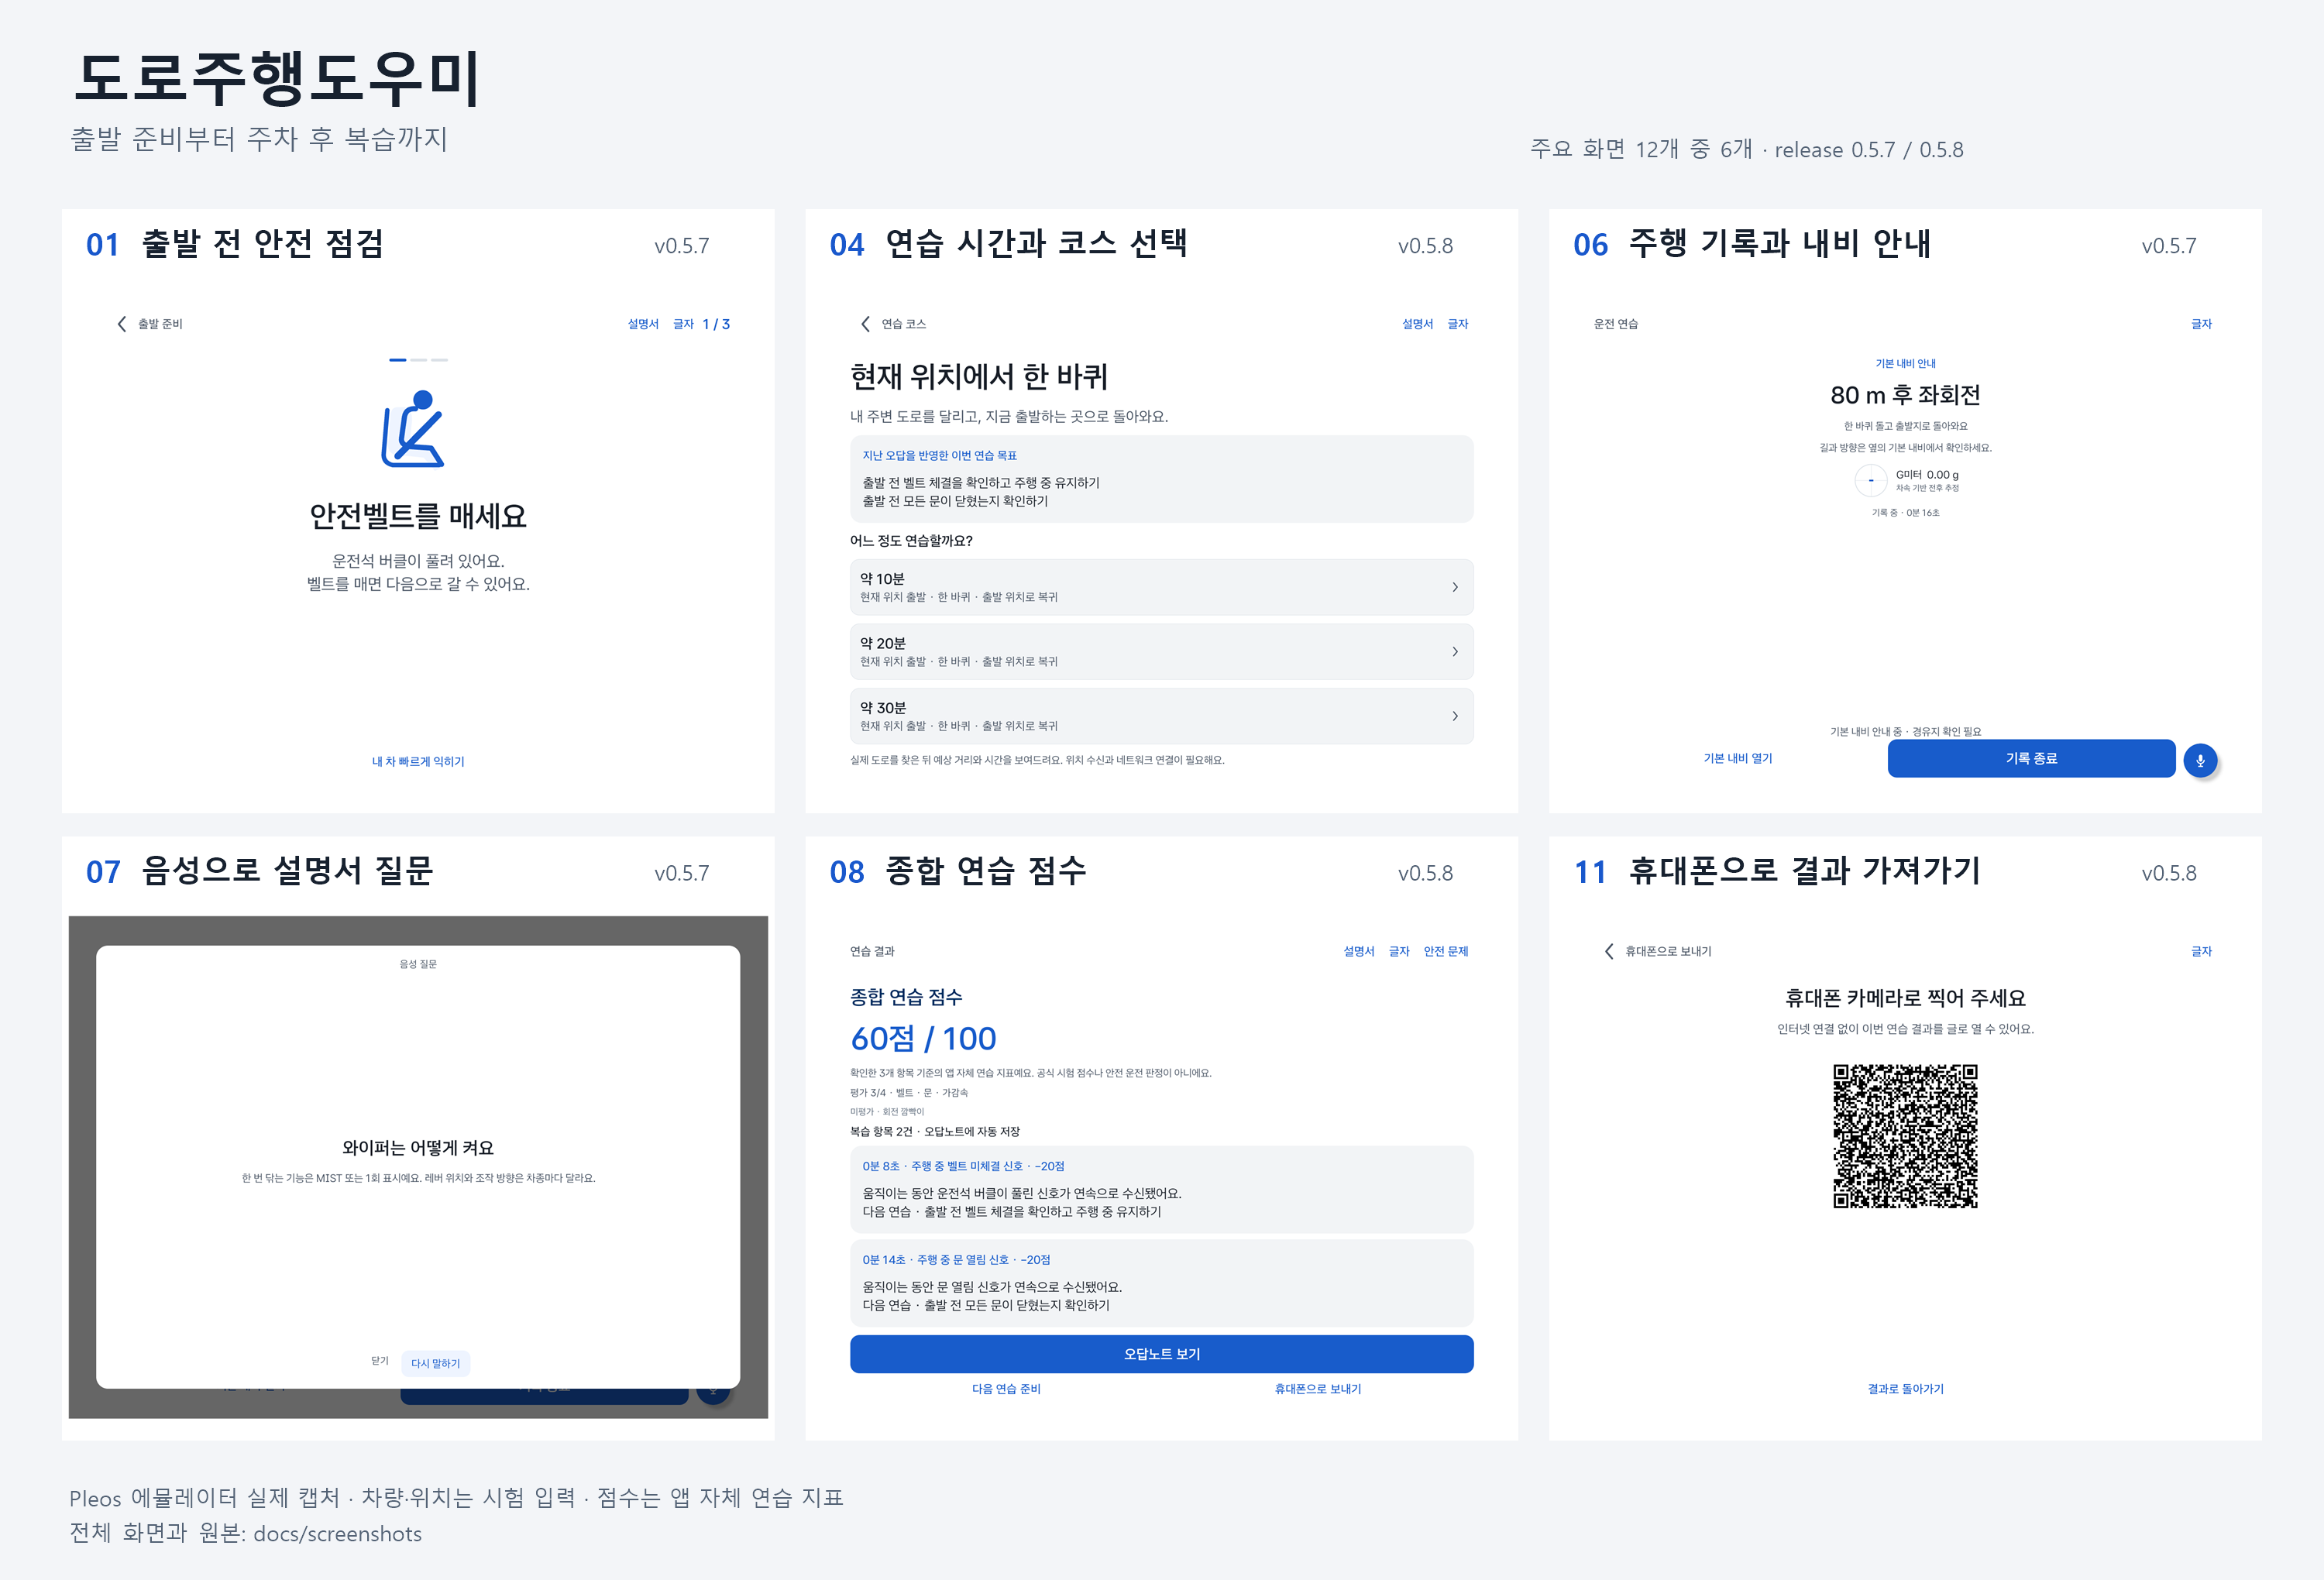 도로주행도우미
출발 준비부터 주차 후 복습까지
주요 화면 12개 중 6개 · release 0.5.7 / 0.5.8
01 출발 전 안전 점검 v0.5.7
출발 준비 설명서 글자 1 / 3
안전벨트를 매세요
운전석 버클이 풀려 있어요.
벨트를 매면 다음으로 갈 수 있어요.
내 차 빠르게 익히기
04 연습 시간과 코스 선택 v0.5.8
연습 코스 설명서 글자
현재 위치에서 한 바퀴
내 주변 도로를 달리고, 지금 출발하는 곳으로 돌아와요.
지난 오답을 반영한 이번 연습 목표
출발 전 벨트 체결을 확인하고 주행 중 유지하기
출발 전 모든 문이 닫혔는지 확인하기
어느 정도 연습할까요?
약 10분
현재 위치 출발 · 한 바퀴 · 출발 위치로 복귀
약 20분
현재 위치 출발 · 한 바퀴 · 출발 위치로 복귀
약 30분
현재 위치 출발 · 한 바퀴 · 출발 위치로 복귀
실제 도로를 찾은 뒤 예상 거리와 시간을 보여드려요. 위치 수신과 네트워크 연결이 필요해요.
06 주행 기록과 내비 안내 v0.5.7
운전 연습 글자
기본 내비 안내
80 m 후 좌회전
한 바퀴 돌고 출발지로 돌아와요
길과 방향은 옆의 기본 내비에서 확인하세요.
G미터 0.00 g
차속 기반 전후 추정
기록 중 · 0분 16초
기본 내비 안내 중 · 경유지 확인 필요
기본 내비 열기 기록 종료
07 음성으로 설명서 질문 v0.5.7
음성 질문
와이퍼는 어떻게 켜요
한 번 닦는 기능은 MIST 또는 1회 표시예요. 레버 위치와 조작 방향은 차종마다 달라요.
닫기 다시 말하기
08 종합 연습 점수 v0.5.8
연습 결과 설명서 글자 안전 문제
종합 연습 점수
60점 / 100
확인한 3개 항목 기준의 앱 자체 연습 지표예요. 공식 시험 점수나 안전 운전 판정이 아니에요.
평가 3/4 · 벨트 · 문 · 가감속
미평가 · 회전 깜빡이
복습 항목 2건 · 오답노트에 자동 저장
0분 8초 · 주행 중 벨트 미체결 신호 · −20점
움직이는 동안 운전석 버클이 풀린 신호가 연속으로 수신됐어요.
다음 연습 · 출발 전 벨트 체결을 확인하고 주행 중 유지하기
0분 14초 · 주행 중 문 열림 신호 · −20점
움직이는 동안 문 열림 신호가 연속으로 수신됐어요.
다음 연습 · 출발 전 모든 문이 닫혔는지 확인하기
오답노트 보기
다음 연습 준비 휴대폰으로 보내기
11 휴대폰으로 결과 가져가기 v0.5.8
휴대폰으로 보내기 글자
휴대폰 카메라로 찍어 주세요
인터넷 연결 없이 이번 연습 결과를 글로 열 수 있어요.
결과로 돌아가기
Pleos 에뮬레이터 실제 캡처 · 차량·위치는 시험 입력 · 점수는 앱 자체 연습 지표
전체 화면과 원본: docs/screenshots